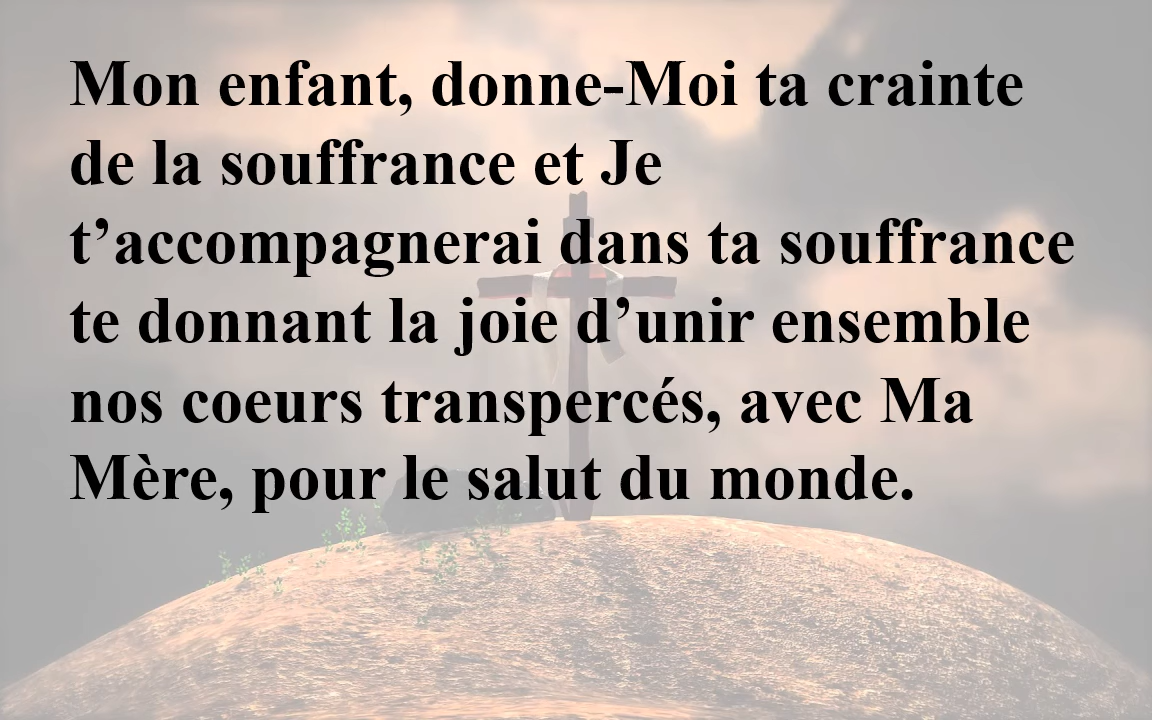 Mon enfant, donne-Moi ta crainte
de la souffrance et Je
t’accompagnerai dans ta souffrance
te donnant la joie d’unir ensemble
nos coeurs transpercés, avec Ma
Mère, pour le salut du monde.